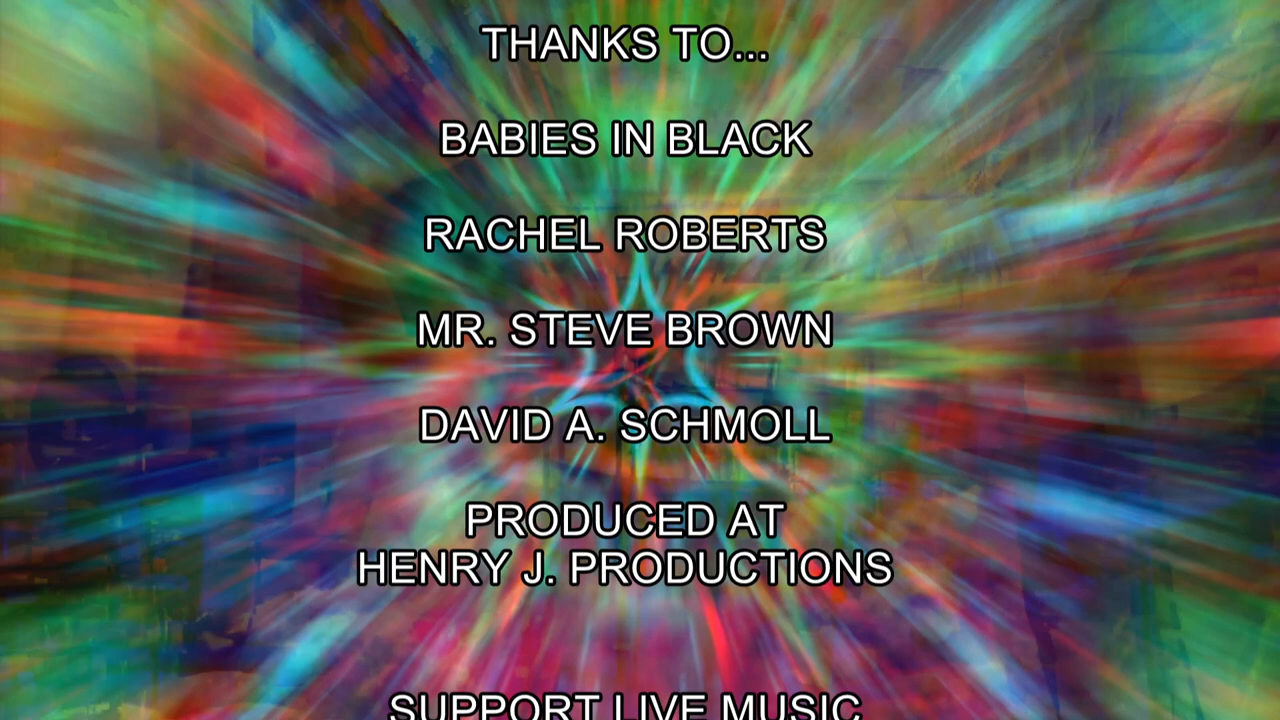 THANKS TO...
BABIES IN BLACK
RACHEL ROBERTS
MR. STEVE BROWN
DAVID A. SCHMOLL
PRODUCED AT
HENRY J. PRODUCTIONS
SUPPORT LIVE MUSIC